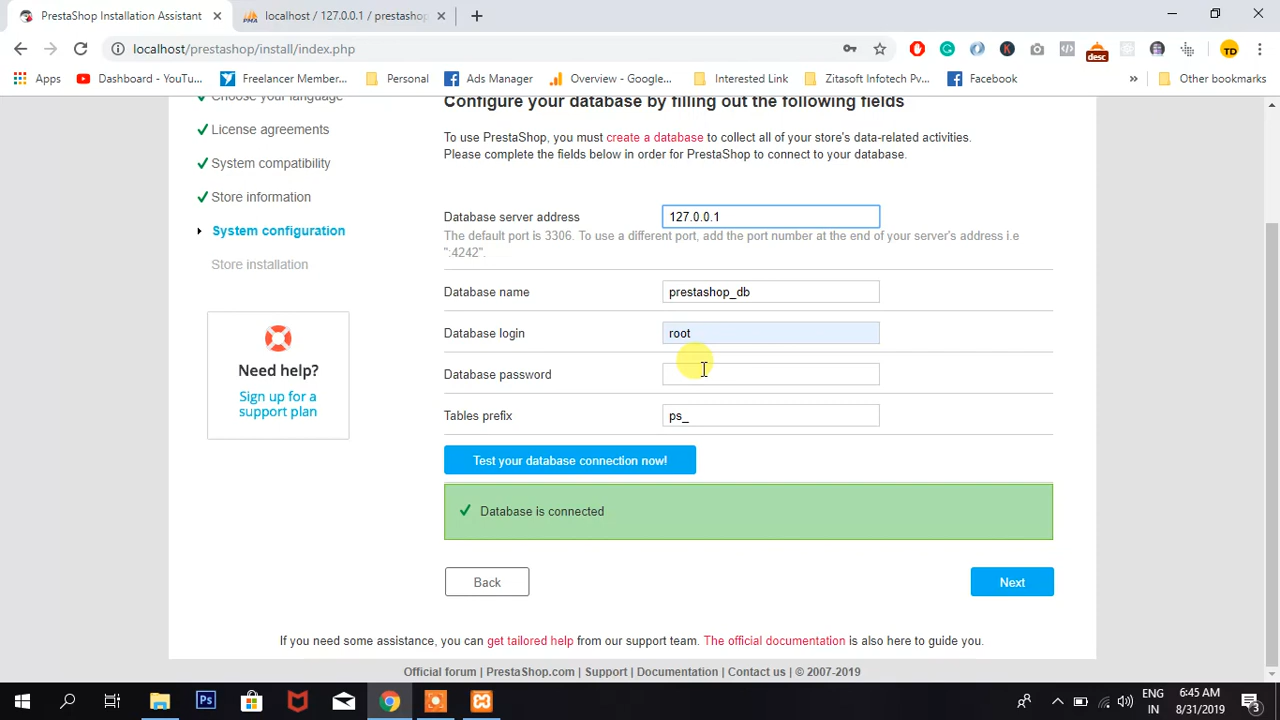 PrestaShop Installation Assistant
localhost / 127.0.0.1 / prestashop
localhost/prestashop/install/index.php
TD
desc
Apps
Dashboard - YouTu...
Freelancer Member...
Personal
Ads Manager
Overview - Google...
Interested Link
Zitasoft Infotech Pv...
Facebook
Other bookmarks
Choose your language
License agreements
System compatibility
Store information
System configuration
Store installation
Need help?
Sign up for a
support plan
Configure your database by filling out the following fields
To use PrestaShop, you must create a database to collect all of your store's data-related activities.
Please complete the fields below in order for PrestaShop to connect to your database.
Database server address 127.0.0.1
The default port is 3306. To use a different port, add the port number at the end of your server's address i.e
":4242".
Database name prestashop_db
Database login root
Database password
Tables prefix ps_
Test your database connection now!
Database is connected
Back
Next
If you need some assistance, you can get tailored help from our support team. The official documentation is also here to guide you.
Official forum | PrestaShop.com | Support | Documentation | Contact us | © 2007-2019
Ps
ENG
IN
6:45 AM
8/31/2019
3